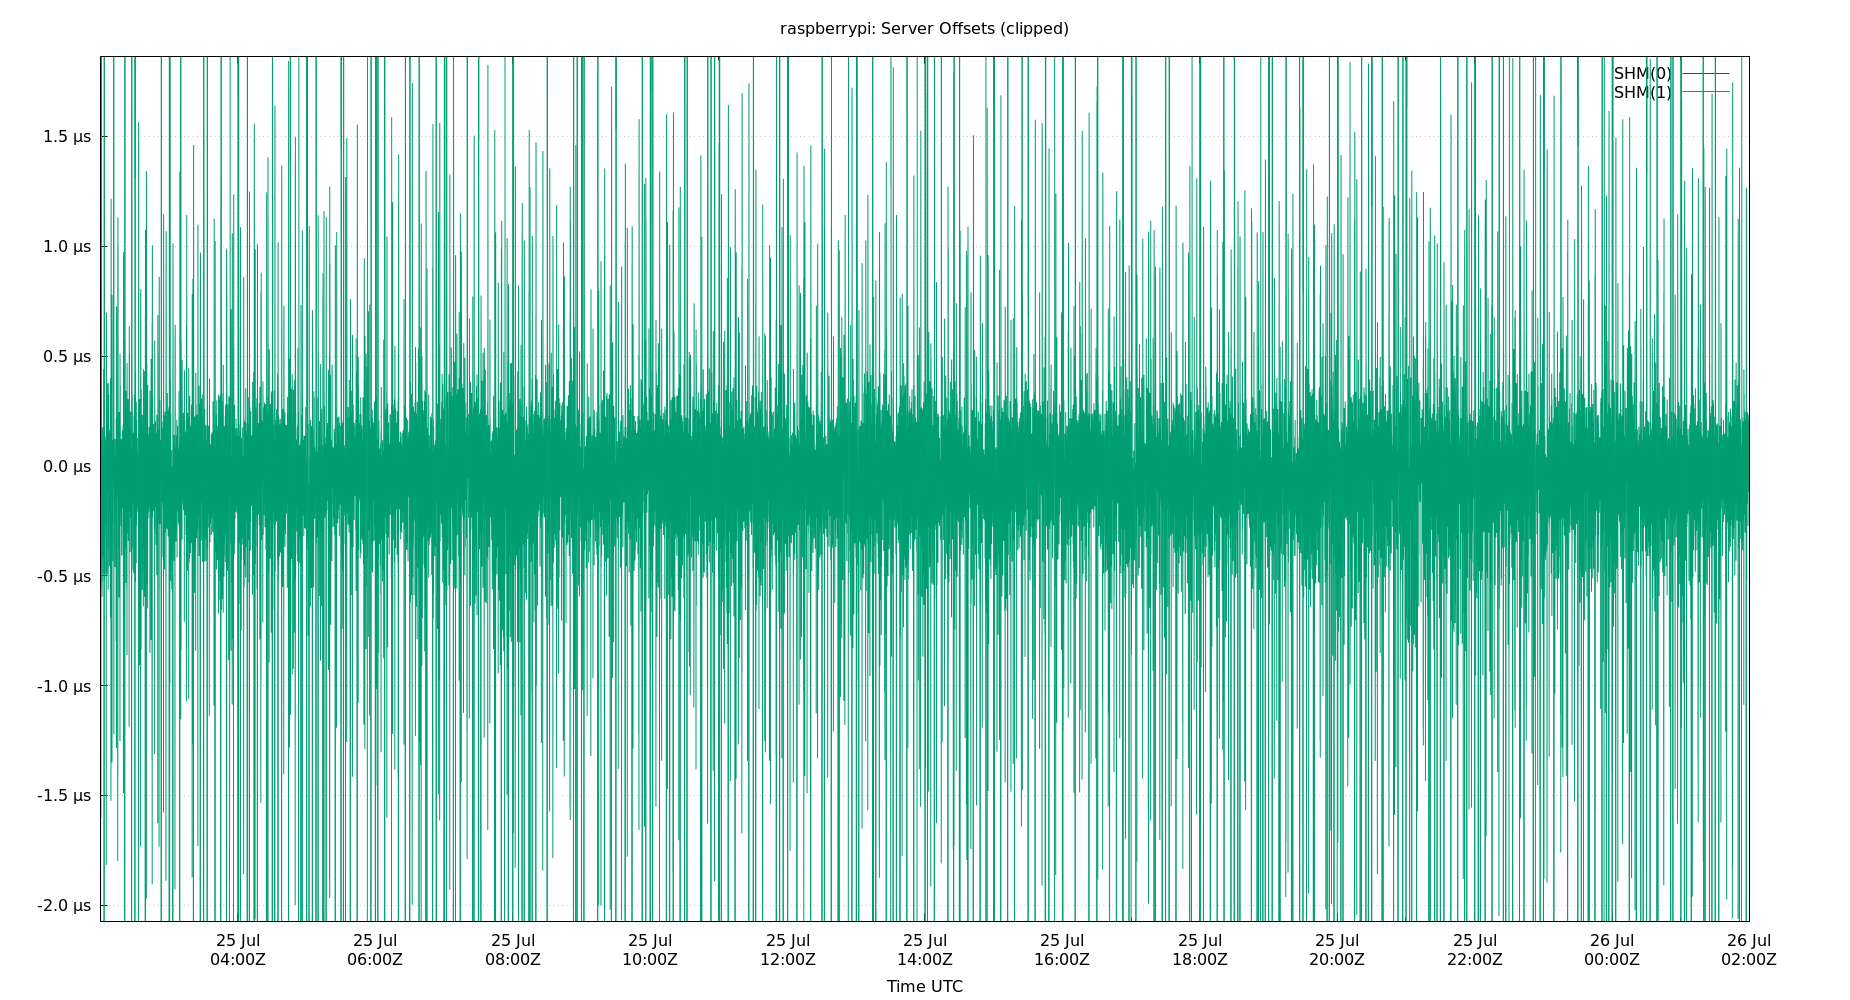 raspberrypi: Server Offsets (clipped)
SHM(0)
SHM(1)
1.5 µs
1.0 µs
0.5 µs
0.0 µs
-0.5 µs
-1.0 µs
-1.5 µs
-2.0 µs
25 Jul 25 Jul 25 Jul 25 Jul 25 Jul 25 Jul 25 Jul 25 Jul 25 Jul 25 Jul 26 Jul 26 Jul
04:00Z 06:00Z 08:00Z 10:00Z 12:00Z 14:00Z 16:00Z 18:00Z 20:00Z 22:00Z 00:00Z 02:00Z
Time UTC